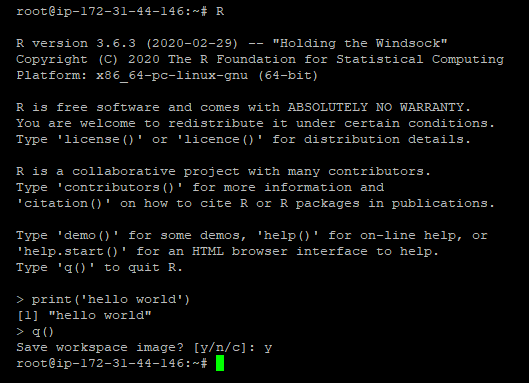 root@ip-172-31-44-146:~# R
R version 3.6.3 (2020-02-29) -- "Holding the Windsock"
Copyright (C) 2020 The R Foundation for Statistical Computing
Platform: x86_64-pc-linux-gnu (64-bit)
R is free software and comes with ABSOLUTELY NO WARRANTY.
You are welcome to redistribute it under certain conditions.
Type 'license()' or 'licence()' for distribution details.
R is a collaborative project with many contributors.
Type 'contributors()' for more information and
'citation()' on how to cite R or R packages in publications.
Type 'demo()' for some demos, 'help()' for on-line help, or
'help.start()' for an HTML browser interface to help.
Type 'q()' to quit R.
> print('hello world')
[1] "hello world"
> q()
Save workspace image? [y/n/c]: y
root@ip-172-31-44-146:~#